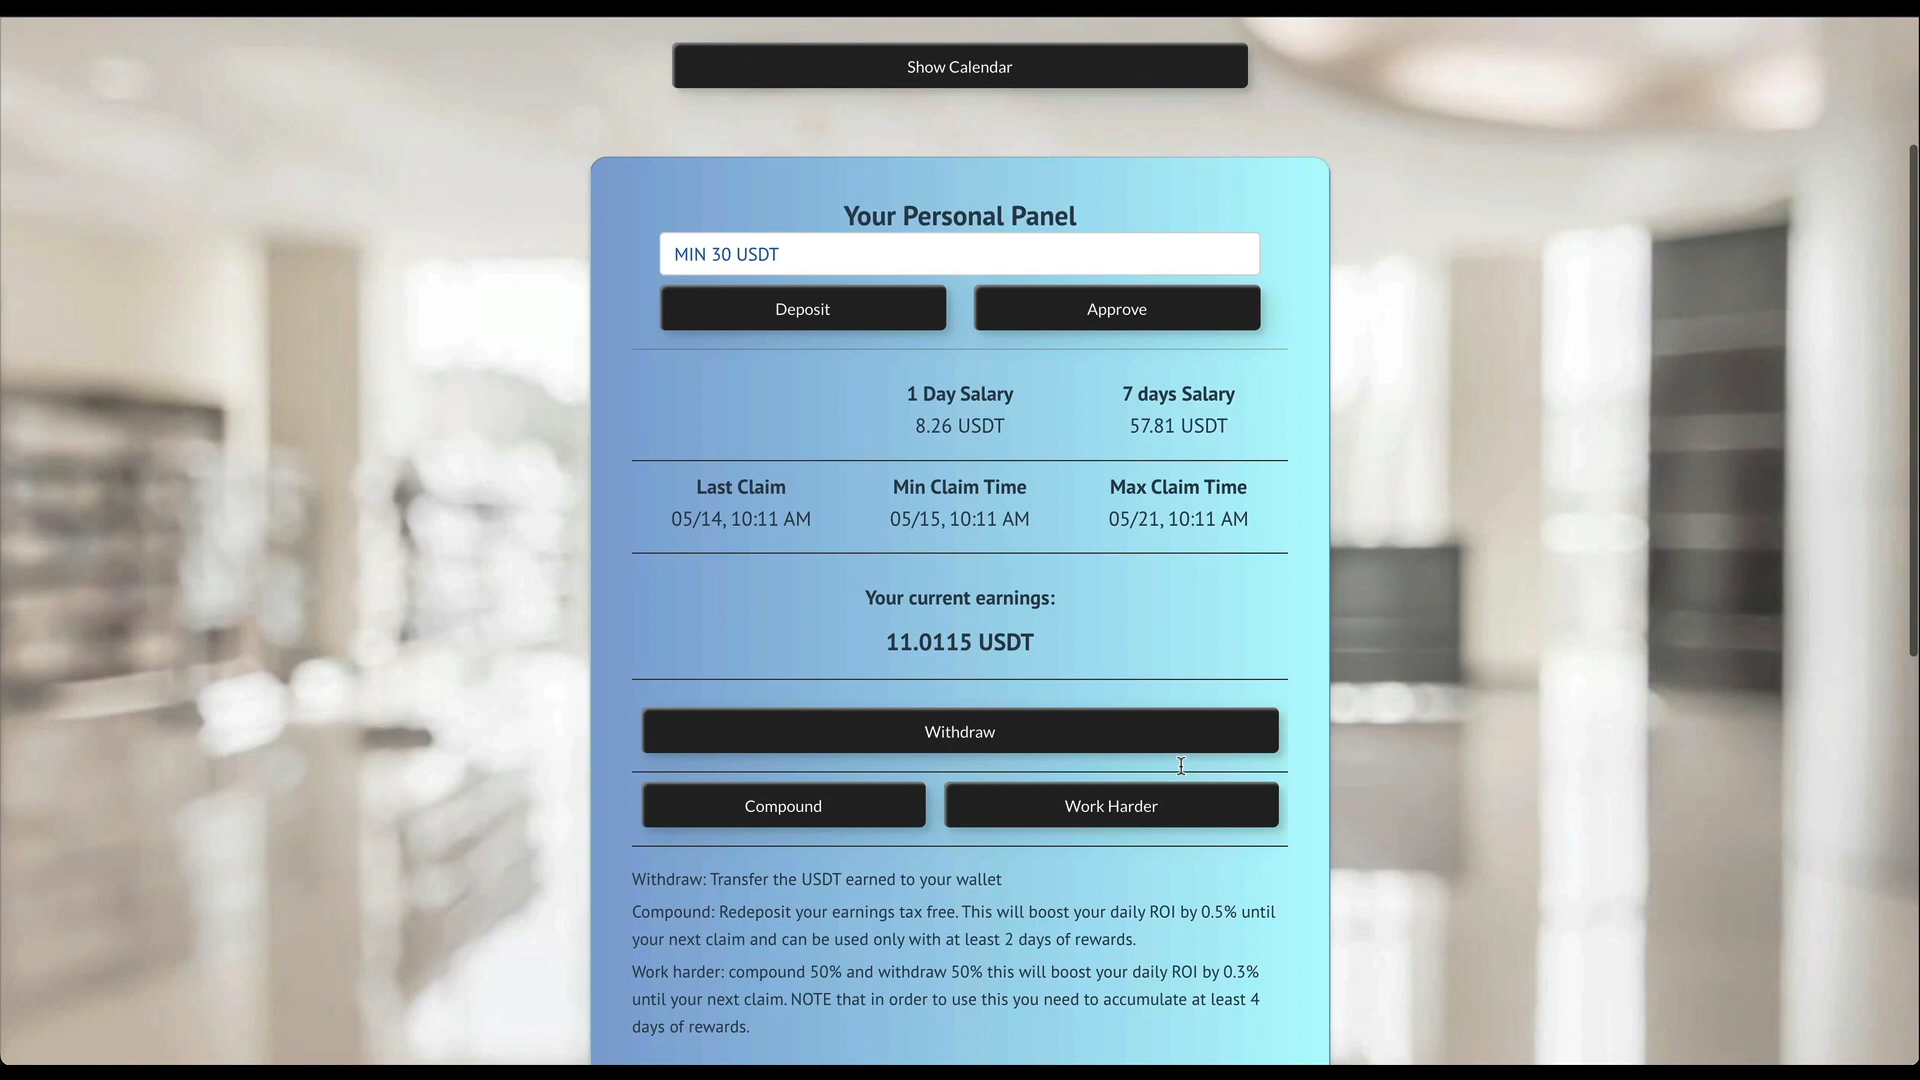 Show Calendar
Your Personal Panel
MIN 30 USDT
Deposit
Approve
1 Day Salary
7 days Salary
8.26 USDT
57.81 USDT
Last Claim
Min Claim Time
Max Claim Time
05/14, 10:11 AM
05/15, 10:11 AM
05/21, 10:11 AM
Your current earnings:
11.0115 USDT
Withdraw
Compound
Work Harder
Withdraw: Transfer the USDT earned to your wallet
Compound: Redeposit your earnings tax free. This will boost your daily ROI by 0.5% until
your next claim and can be used only with at least 2 days of rewards.
Work harder: compound 50% and withdraw 50% this will boost your daily ROI by 0.3%
until your next claim. NOTE that in order to use this you need to accumulate at least 4
days of rewards.